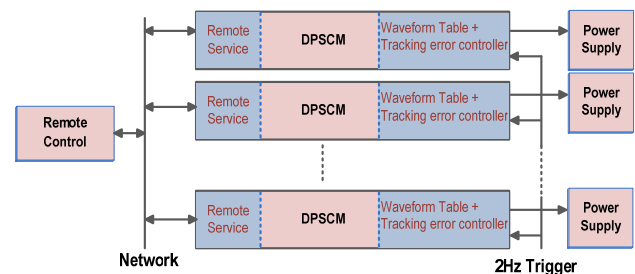 Remote
Service
DPSCM
Waveform Table +
Tracking error controller
Power
Supply
Remote
Service
DPSCM
Waveform Table +
Tracking error controller
Power
Supply
Remote
Control
Remote
Service
DPSCM
Waveform Table +
Tracking error controller
Power
Supply
Network
2Hz Trigger